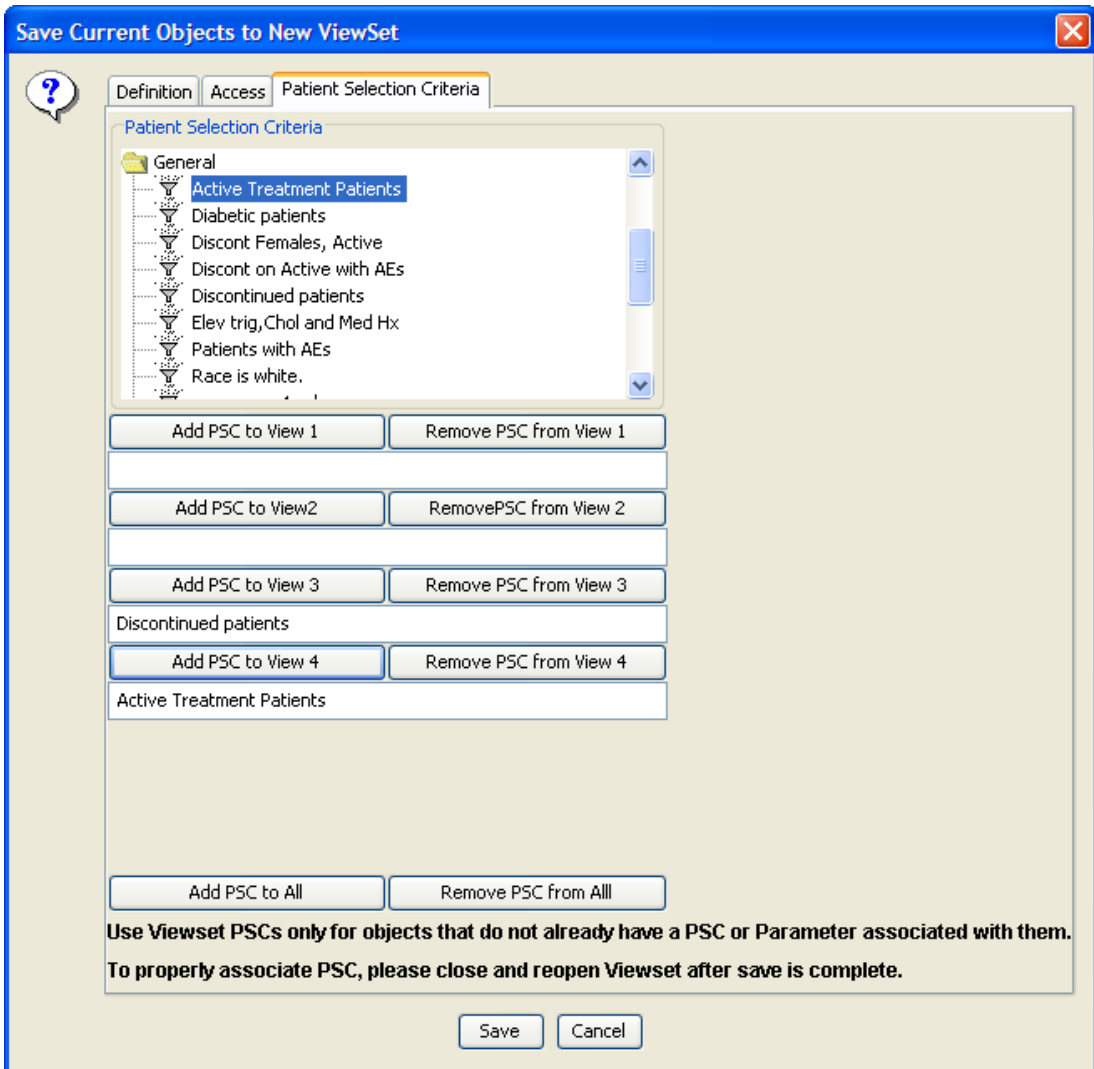 Save Current Objects to New ViewSet
?
Definition Access Patient Selection Criteria
Patient Selection Criteria
General
Active Treatment Patients
Diabetic patients
Discont Females, Active
Discont on Active with AEs
Discontinued patients
Elev trig,Chol and Med Hx
Patients with AEs
Race is white.
Add PSC to View 1 Remove PSC from View 1
Add PSC to View2 RemovePSC from View 2
Add PSC to View 3 Remove PSC from View 3
Discontinued patients
Add PSC to View 4 Remove PSC from View 4
Active Treatment Patients
Add PSC to All Remove PSC from Alll
Use Viewset PSCs only for objects that do not already have a PSC or Parameter associated with them.
To properly associate PSC, please close and reopen Viewset after save is complete.
Save Cancel